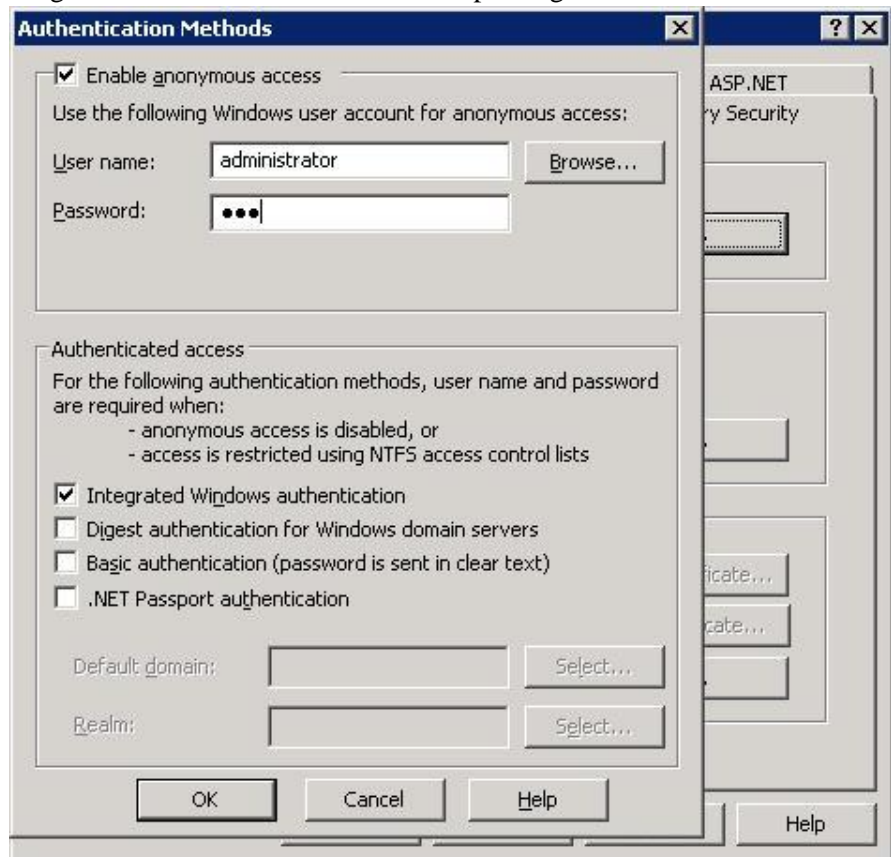 Authentication Methods
Enable anonymous access
Use the following Windows user account for anonymous access:
User name: administrator Browse...
Password: ●●●
Authenticated access
For the following authentication methods, user name and password
are required when:
- anonymous access is disabled, or
- access is restricted using NTFS access control lists
Integrated Windows authentication
Digest authentication for Windows domain servers
Basic authentication (password is sent in clear text)
.NET Passport authentication
Default domain: Select...
Realm: Select...
OK Cancel Help
ASP.NET
Security
Help